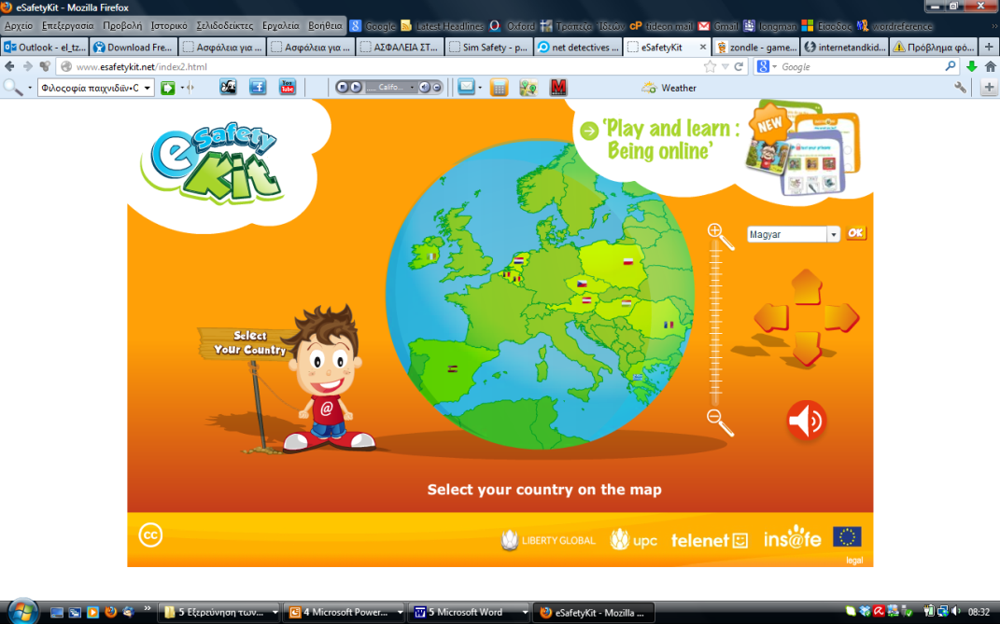 eSafetyKit - Mozilla Firefox
Αρχείο Επεξεργασία Προβολή Ιστορικό Σελιδοδείκτες Εργαλεία Βοήθεια Google Latest Headlines Oxford Τραπεζα 'Ιδεών tideon mail Gmail longman Εισοδος wordreference
Outlook - el_tz... Download Fre... Ασφάλεια για ... Ασφάλεια για ... ΑΣΦΑΛΕΙΑ ΣΤ... Sim Safety - p... net detectives ... eSafetyKit zondle - game... internetandkid... Πρόβλημα φό...
www.esafetykit.net/index2.html Google
Φιλοσοφία παιχνιδιών•C You Tube .... Califo... Weather
eSafety Kit
'Play and learn :
Being online'
NEW
Magyar OK
Select
Your Country
@
Select your country on the map
cc LIBERTY GLOBAL upc telenet ins@fe
legal
5 Εξερεύνηση των... 4 Microsoft Power... 5 Microsoft Word eSafetyKit - Mozilla ... 08:32